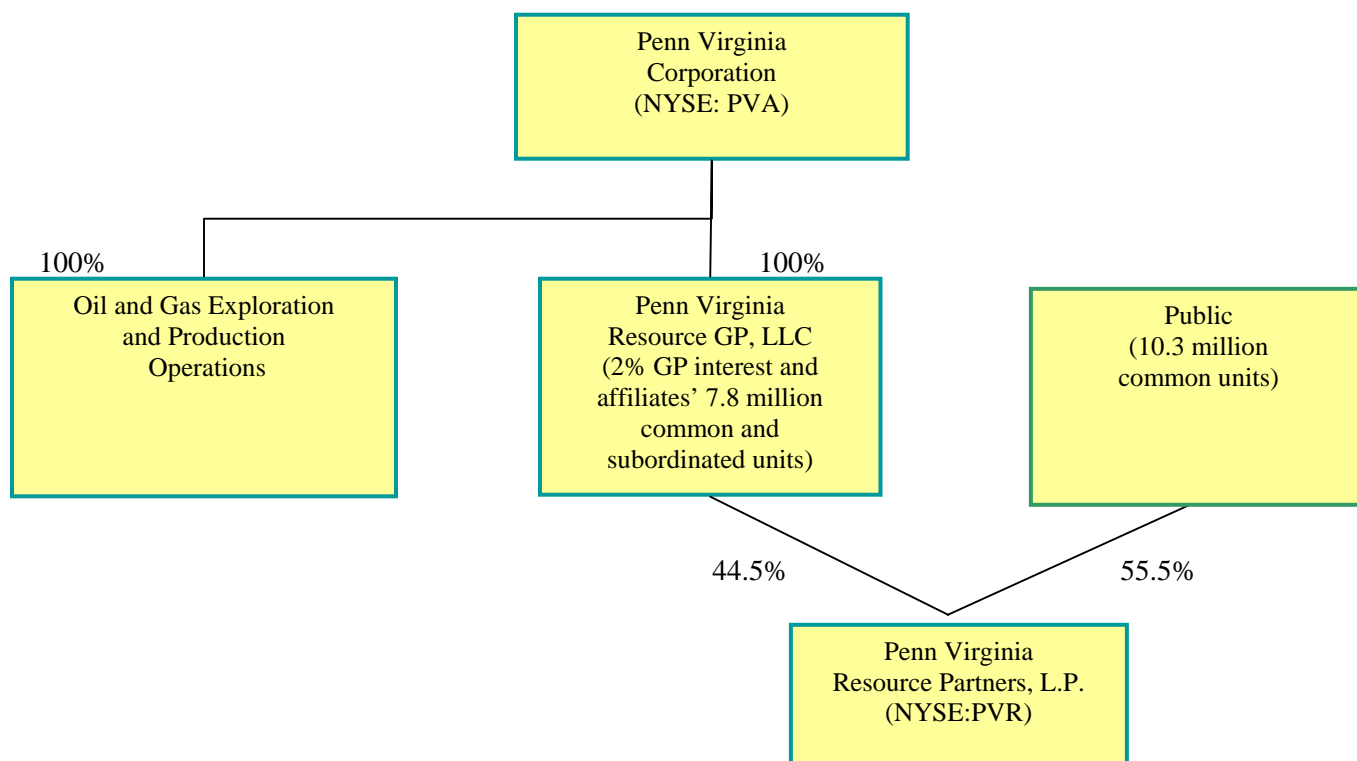 Penn Virginia
Corporation
(NYSE: PVA)
100%
100%
Oil and Gas Exploration
and Production
Operations
Penn Virginia
Resource GP, LLC
(2% GP interest and
affiliates’ 7.8 million
common and
subordinated units)
Public
(10.3 million
common units)
44.5%
55.5%
Penn Virginia
Resource Partners, L.P.
(NYSE:PVR)